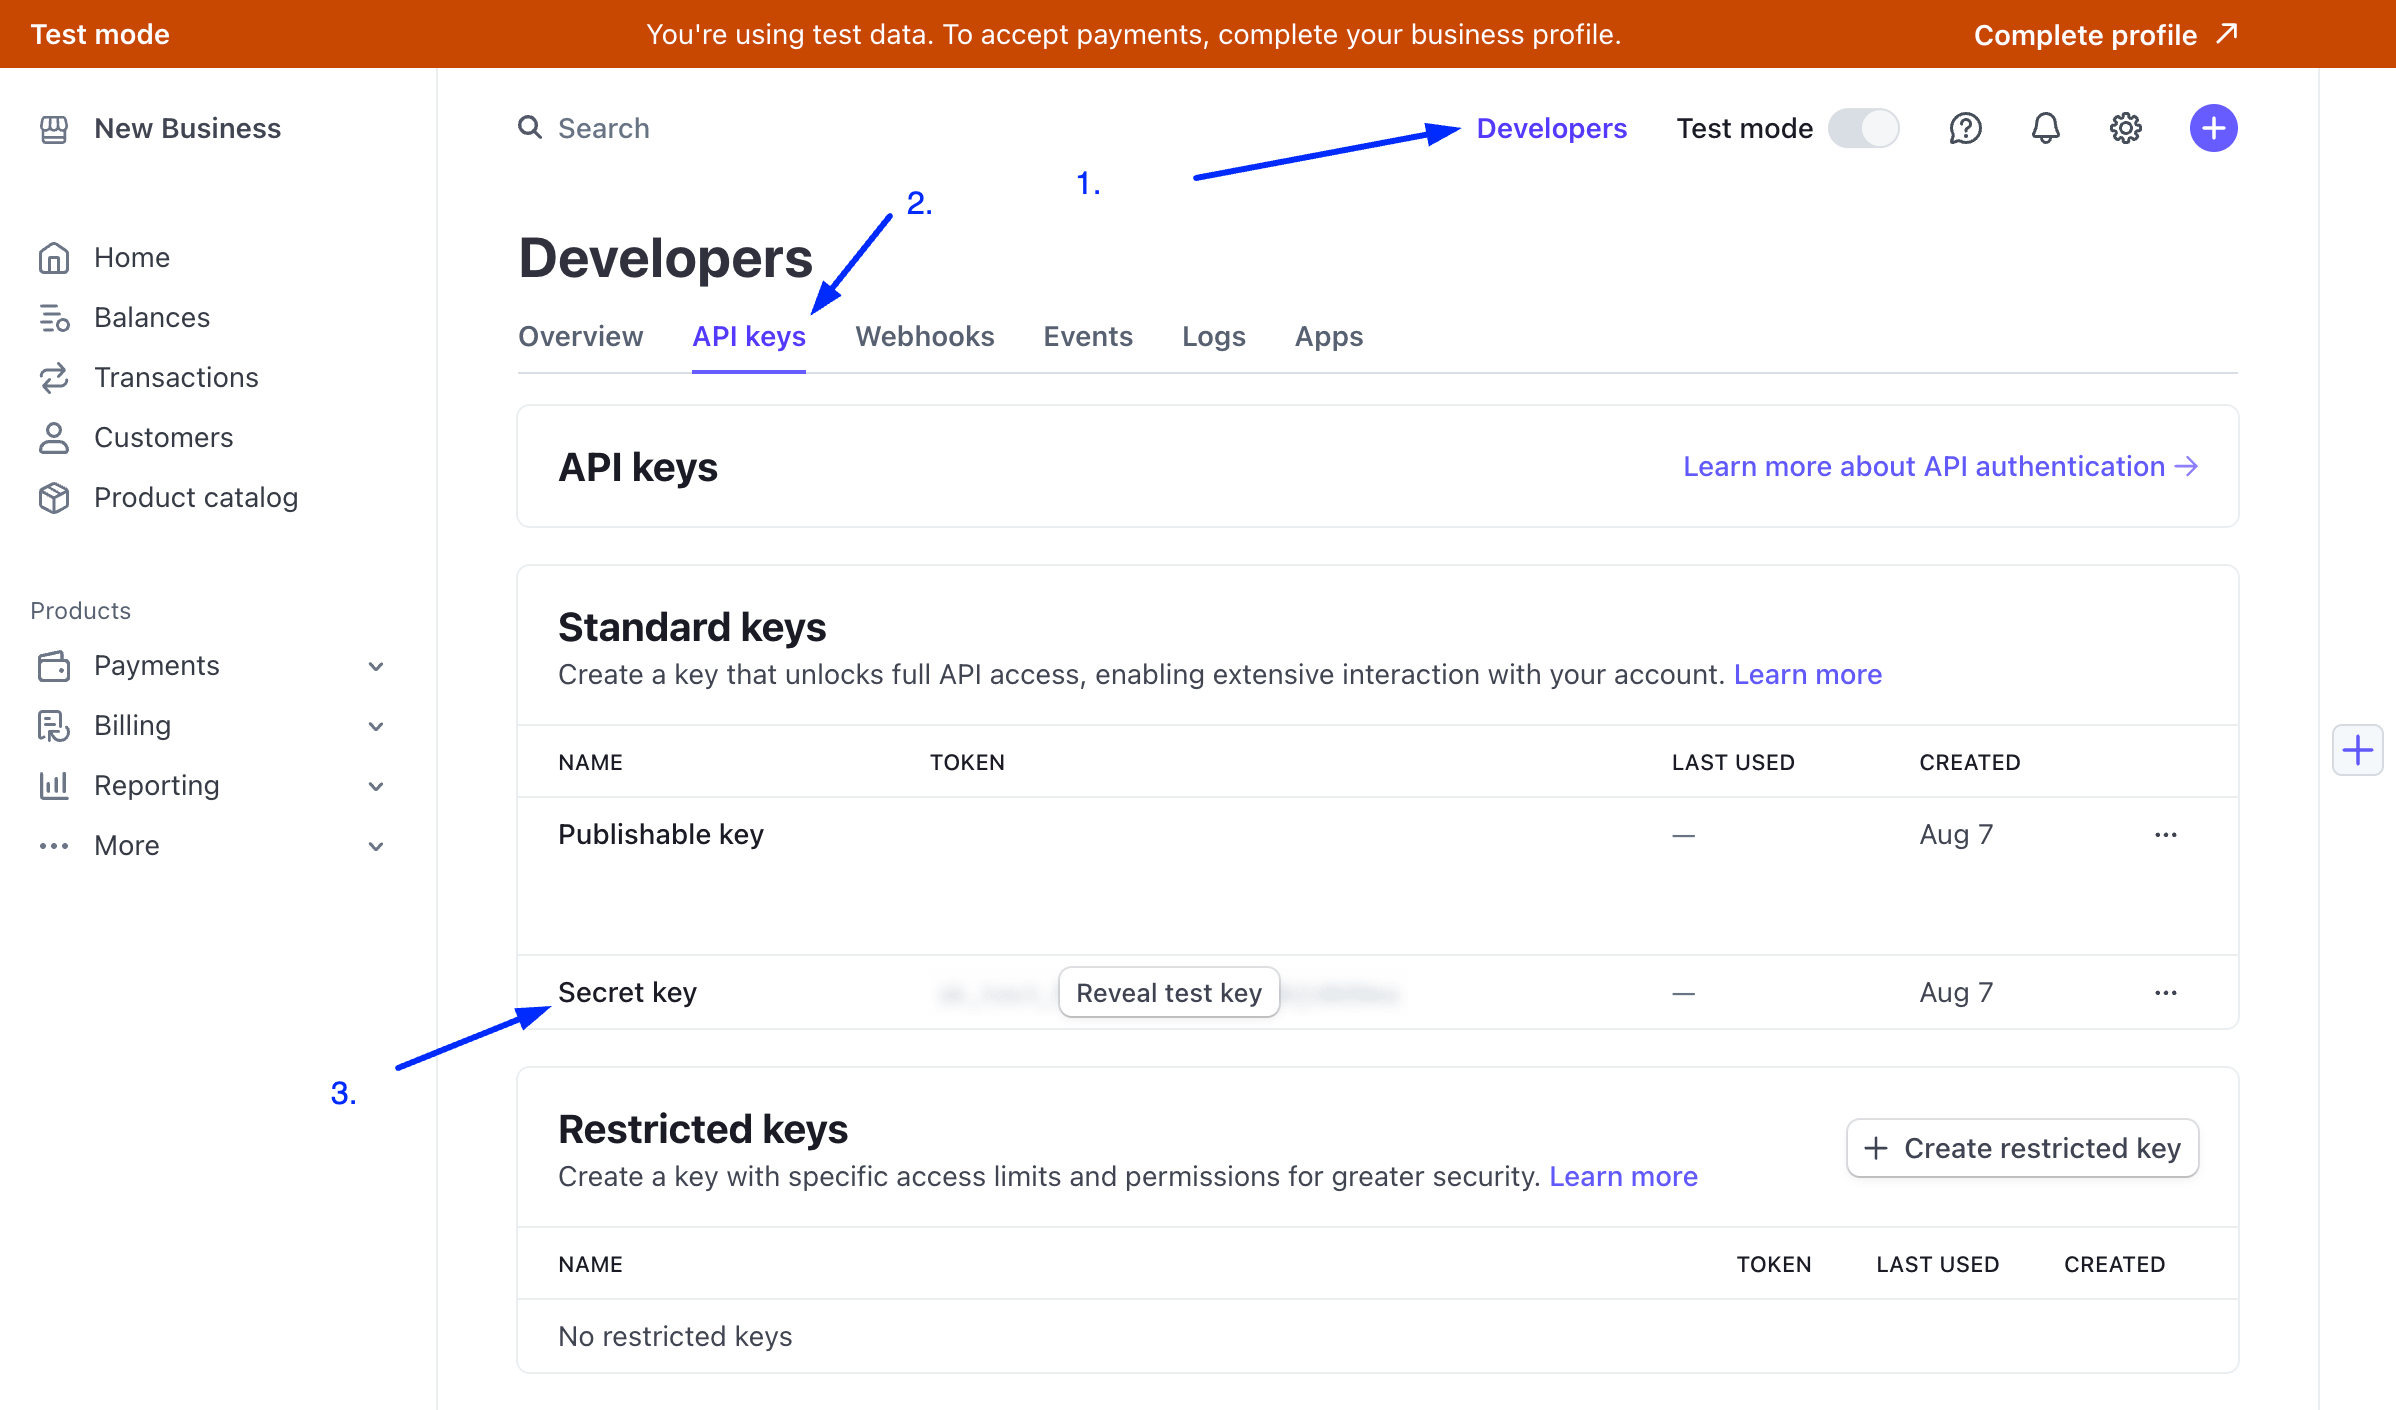 Test mode
You're using test data. To accept payments, complete your business profile.
Complete profile
New Business
Search
Developers
Test mode
1.
2.
Home
Balances
Transactions
Customers
Product catalog
Products
Payments
Billing
Reporting
More
Developers
Overview API keys Webhooks Events Logs Apps
API keys
Learn more about API authentication
Standard keys
Create a key that unlocks full API access, enabling extensive interaction with your account. Learn more
NAME TOKEN LAST USED CREATED
Publishable key — Aug 7
Secret key Reveal test key — Aug 7
3.
Restricted keys
Create a key with specific access limits and permissions for greater security. Learn more
Create restricted key
NAME TOKEN LAST USED CREATED
No restricted keys